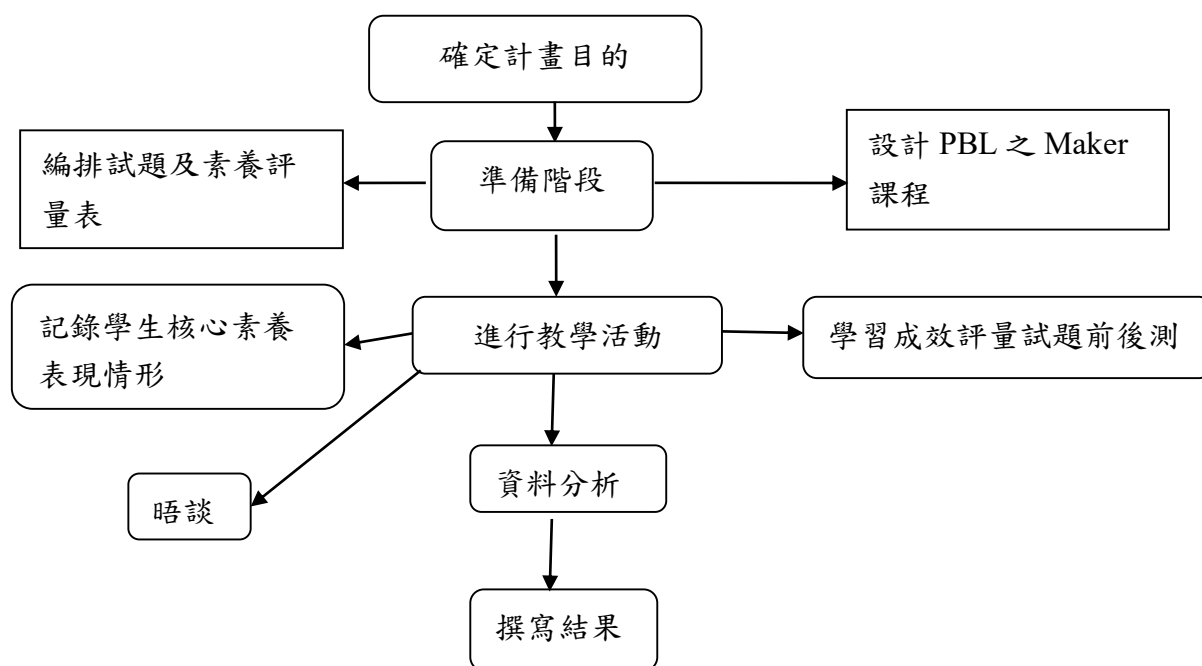 確定計畫目的
編排試題及素養評
量表
準備階段
設計 PBL 之 Maker
課程
記錄學生核心素養
表現情形
進行教學活動
學習成效評量試題前後測
晤談
資料分析
撰寫結果